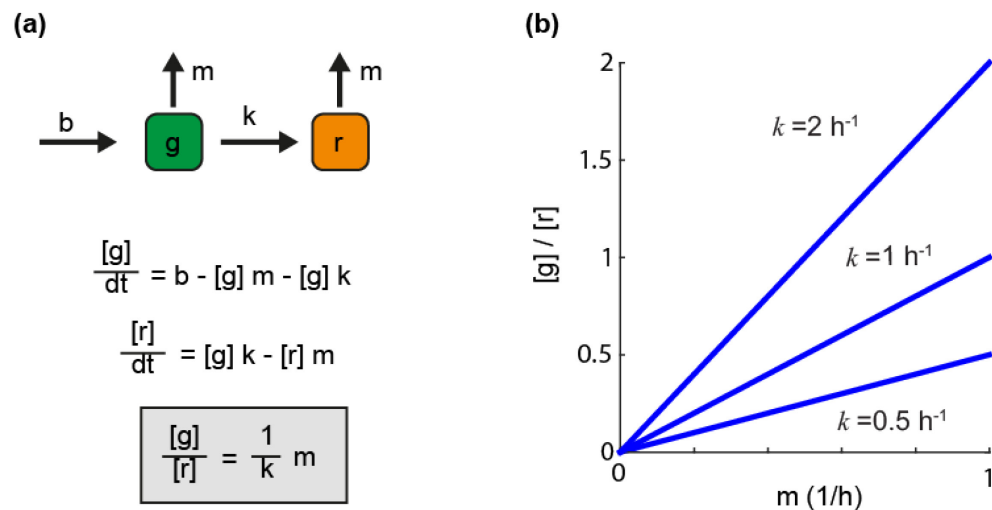 (a)
b
m
m
k
g
r
[g]
dt
= b - [g] m - [g] k
[r]
dt
= [g] k - [r] m
[g]
[r]
=
1
k
m
(b)
2
1.5
1
0.5
0
[g] / [r]
k =2 h-1
k =1 h-1
k =0.5 h-1
0
1
m (1/h)